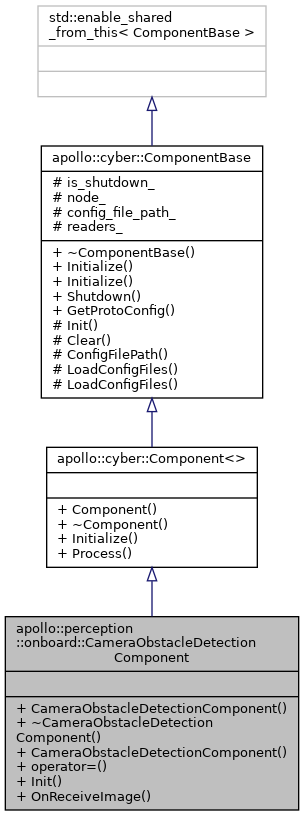 std::enable_shared
_from_this< ComponentBase >
apollo::cyber::ComponentBase
# is_shutdown_
# node_
# config_file_path_
# readers_
+ ~ComponentBase()
+ Initialize()
+ Initialize()
+ Shutdown()
+ GetProtoConfig()
# Init()
# Clear()
# ConfigFilePath()
# LoadConfigFiles()
# LoadConfigFiles()
apollo::cyber::Component<>
+ Component()
+ ~Component()
+ Initialize()
+ Process()
apollo::perception
::onboard::CameraObstacleDetection
Component
+ CameraObstacleDetectionComponent()
+ ~CameraObstacleDetection
Component()
+ CameraObstacleDetectionComponent()
+ operator=()
+ Init()
+ OnReceiveImage()